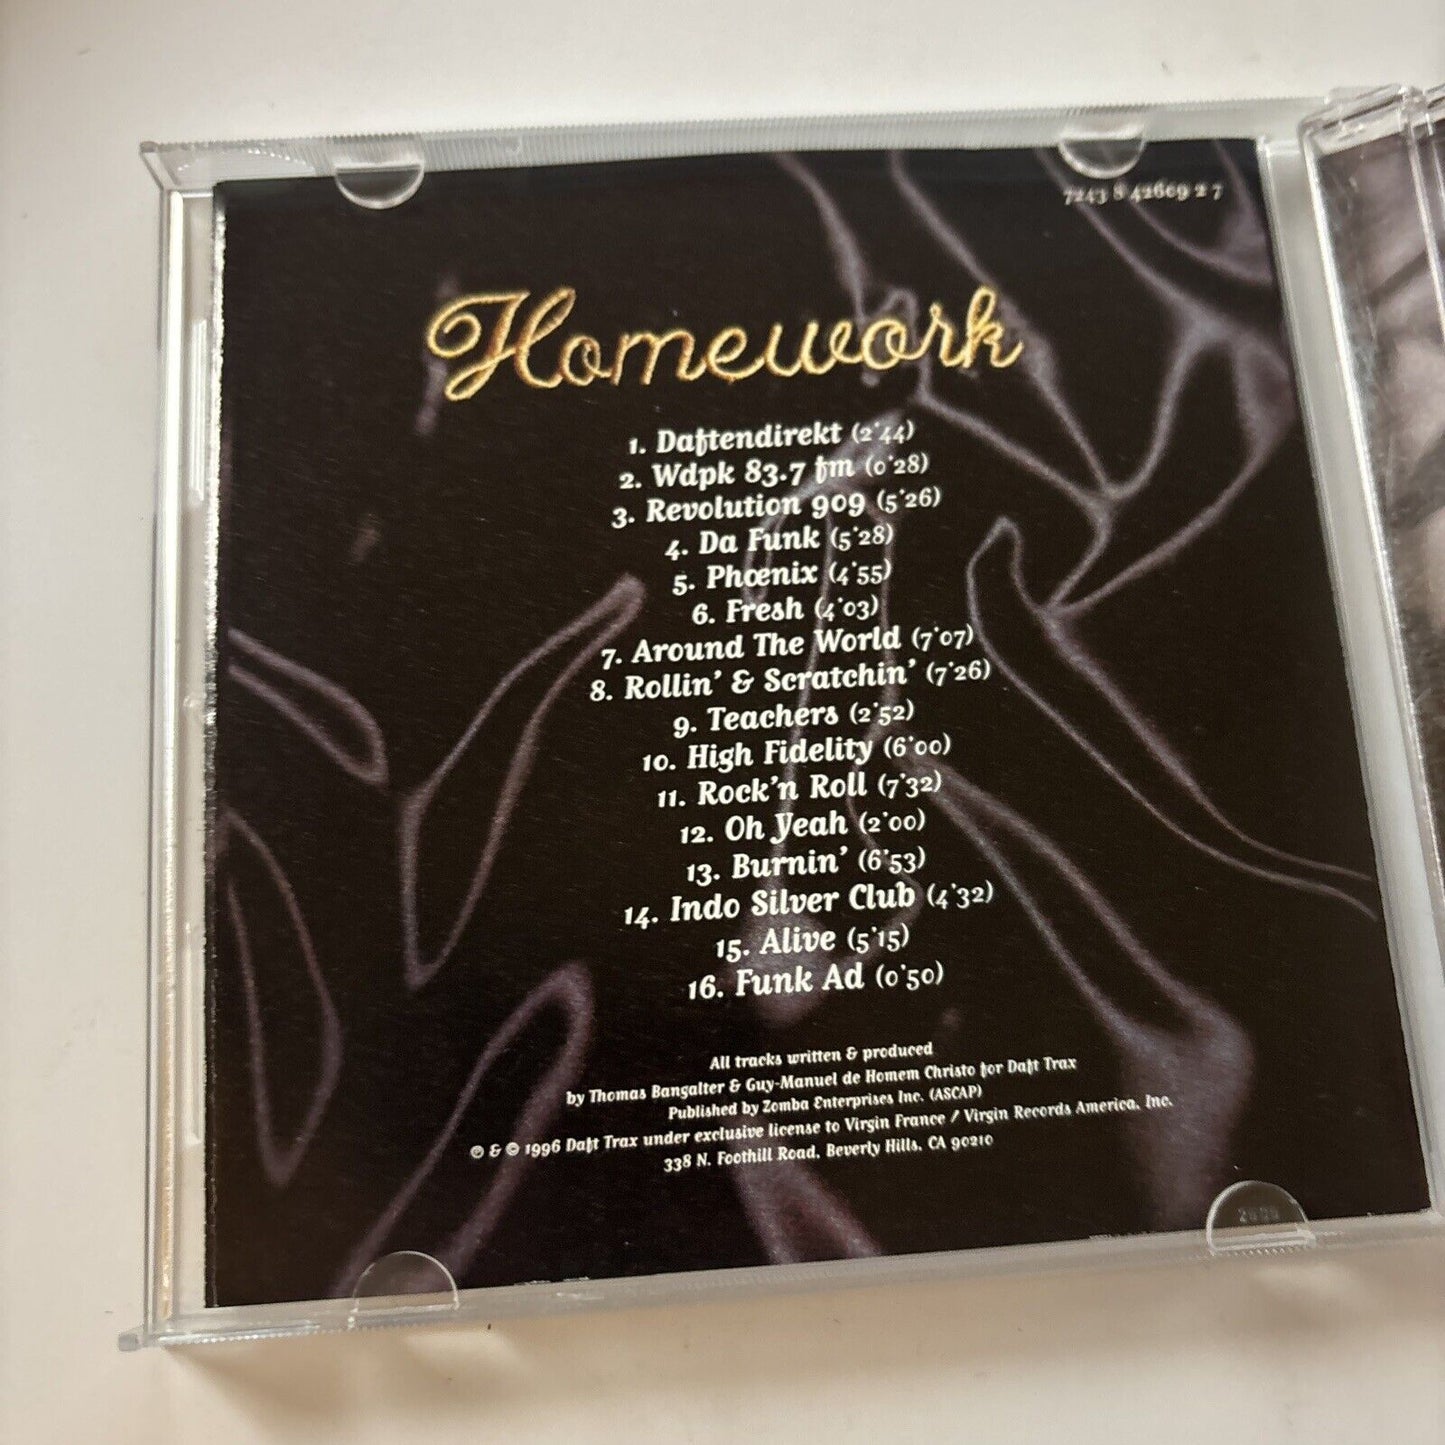 7243 8 42609 2 7
Homework
1. Daftendirekt (2'44)
2. Wdpk 83.7 fm (0'28)
3. Revolution 909 (5'26)
4. Da Funk (5'28)
5. Phœnix (4'55)
6. Fresh (4'03)
7. Around The World (7'07)
8. Rollin' & Scratchin' (7'26)
9. Teachers (2'52)
10. High Fidelity (6'00)
11. Rock'n Roll (7'32)
12. Oh Yeah (2'00)
13. Burnin' (6'53)
14. Indo Silver Club (4'32)
15. Alive (5'15)
16. Funk Ad (0'50)
All tracks written & produced
by Thomas Bangalter & Guy-Manuel de Homem Christo for Daft Trax
Published by Zomba Enterprises Inc. (ASCAP)
℗ & © 1996 Daft Trax under exclusive license to Virgin France / Virgin Records America, Inc.
338 N. Foothill Road, Beverly Hills, CA 90210